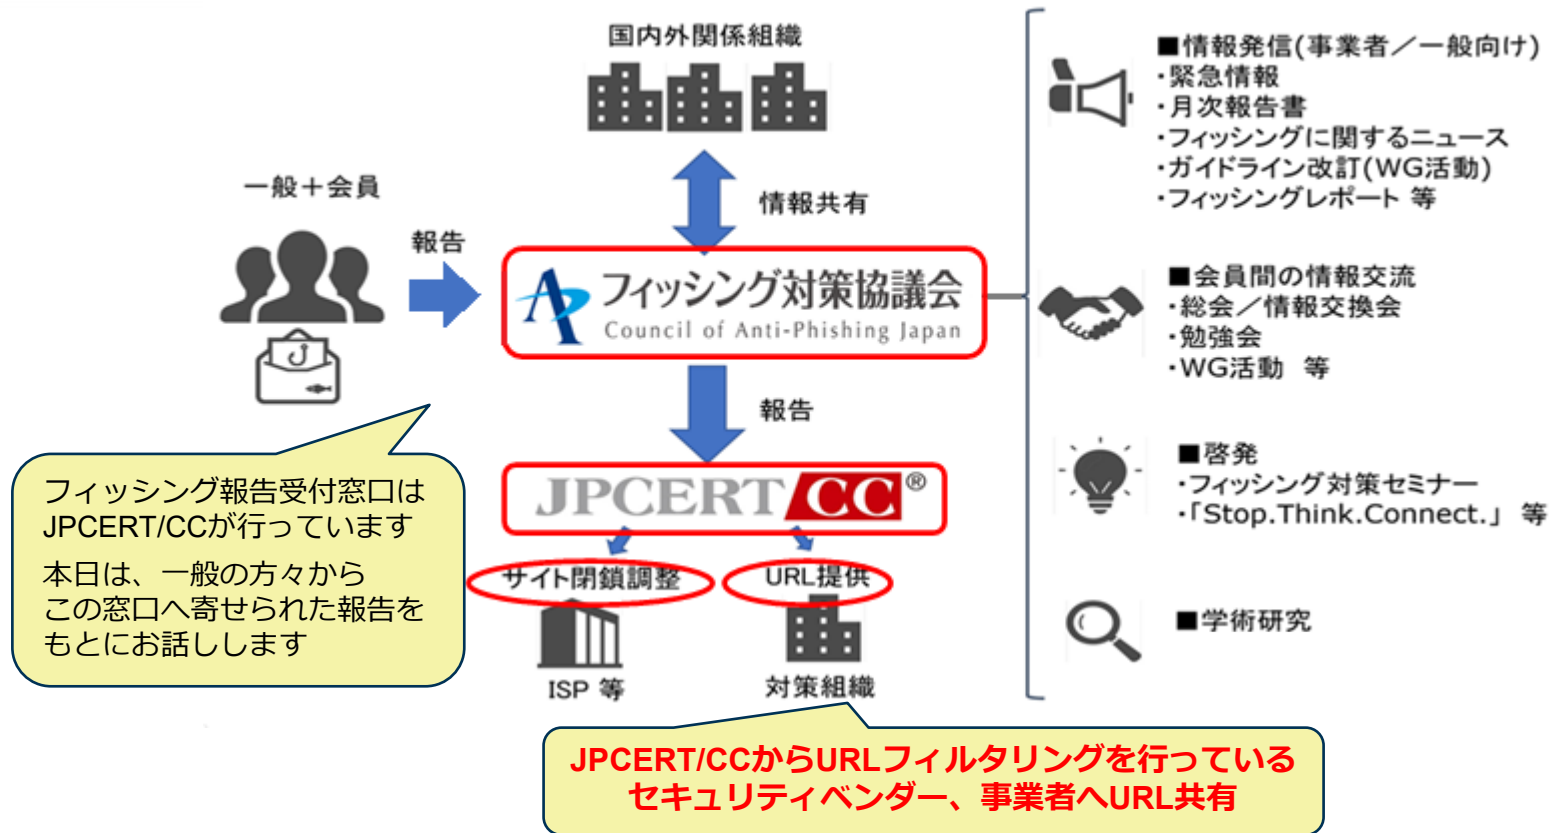 国内外関係組織
一般＋会員
報告
情報共有
フィッシング対策協議会
Council of Anti-Phishing Japan
報告
JPCERT CC®
サイト閉鎖調整
URL提供
ISP 等
対策組織
フィッシング報告受付窓口は
JPCERT/CCが行っています
本日は、一般の方々から
この窓口へ寄せられた報告を
もとにお話しします
JPCERT/CCからURLフィルタリングを行っている
セキュリティベンダー、事業者へURL共有
■情報発信(事業者／一般向け)
・緊急情報
・月次報告書
・フィッシングに関するニュース
・ガイドライン改訂(WG活動)
・フィッシングレポート 等
■会員間の情報交流
・総会／情報交換会
・勉強会
・WG活動 等
■啓発
・フィッシング対策セミナー
・「Stop.Think.Connect.」 等
■学術研究